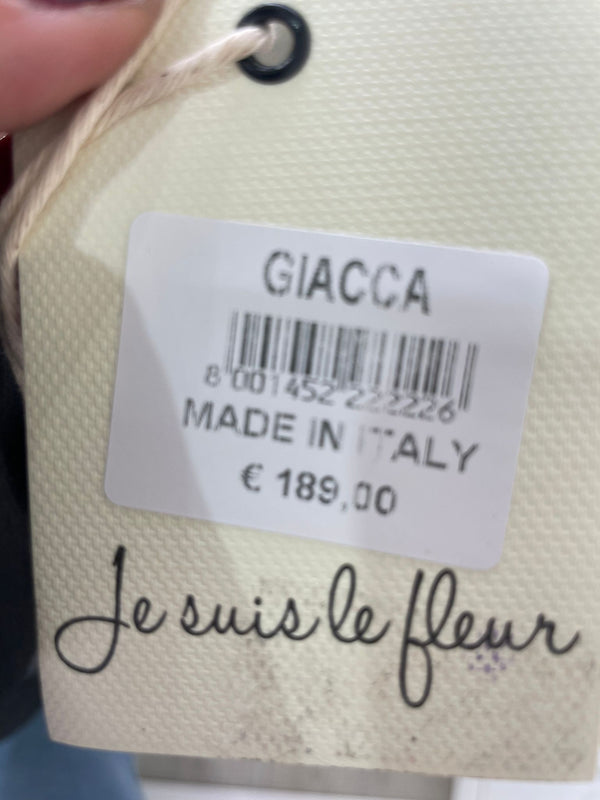 GIACCA
8 001452 222226
MADE IN ITALY
€ 189,00
Je suis le fleur